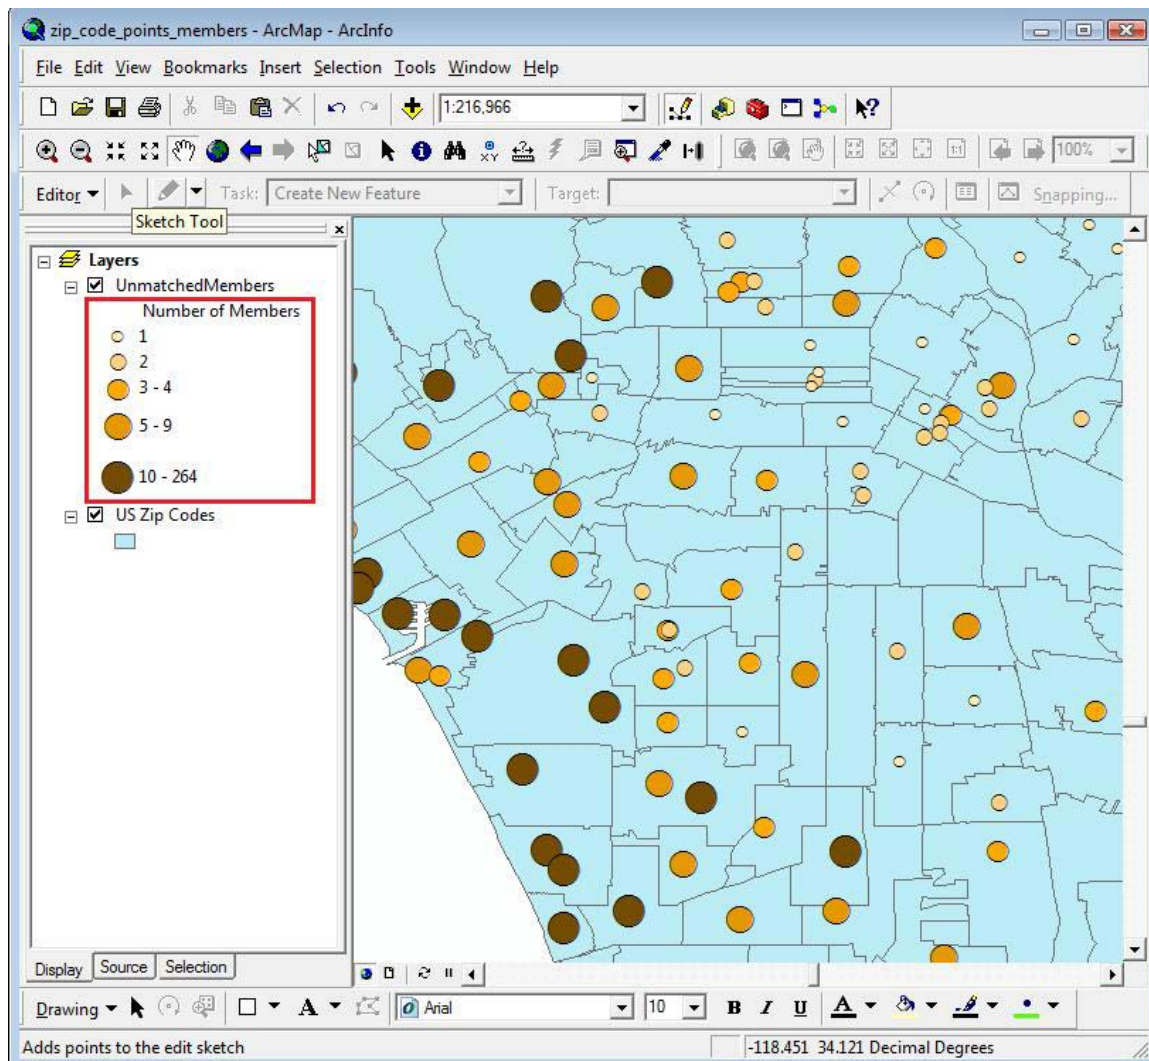 zip_code_points_members - ArcMap - ArcInfo
File Edit View Bookmarks Insert Selection Tools Window Help
1:216,966
XY
1:1
100%
Editor Task: Create New Feature Target: Snapping...
Sketch Tool
Layers
UnmatchedMembers
Number of Members
1
2
3 - 4
5 - 9
10 - 264
US Zip Codes
Display Source Selection
Drawing A Arial 10 B I U A
Adds points to the edit sketch -118.451 34.121 Decimal Degrees